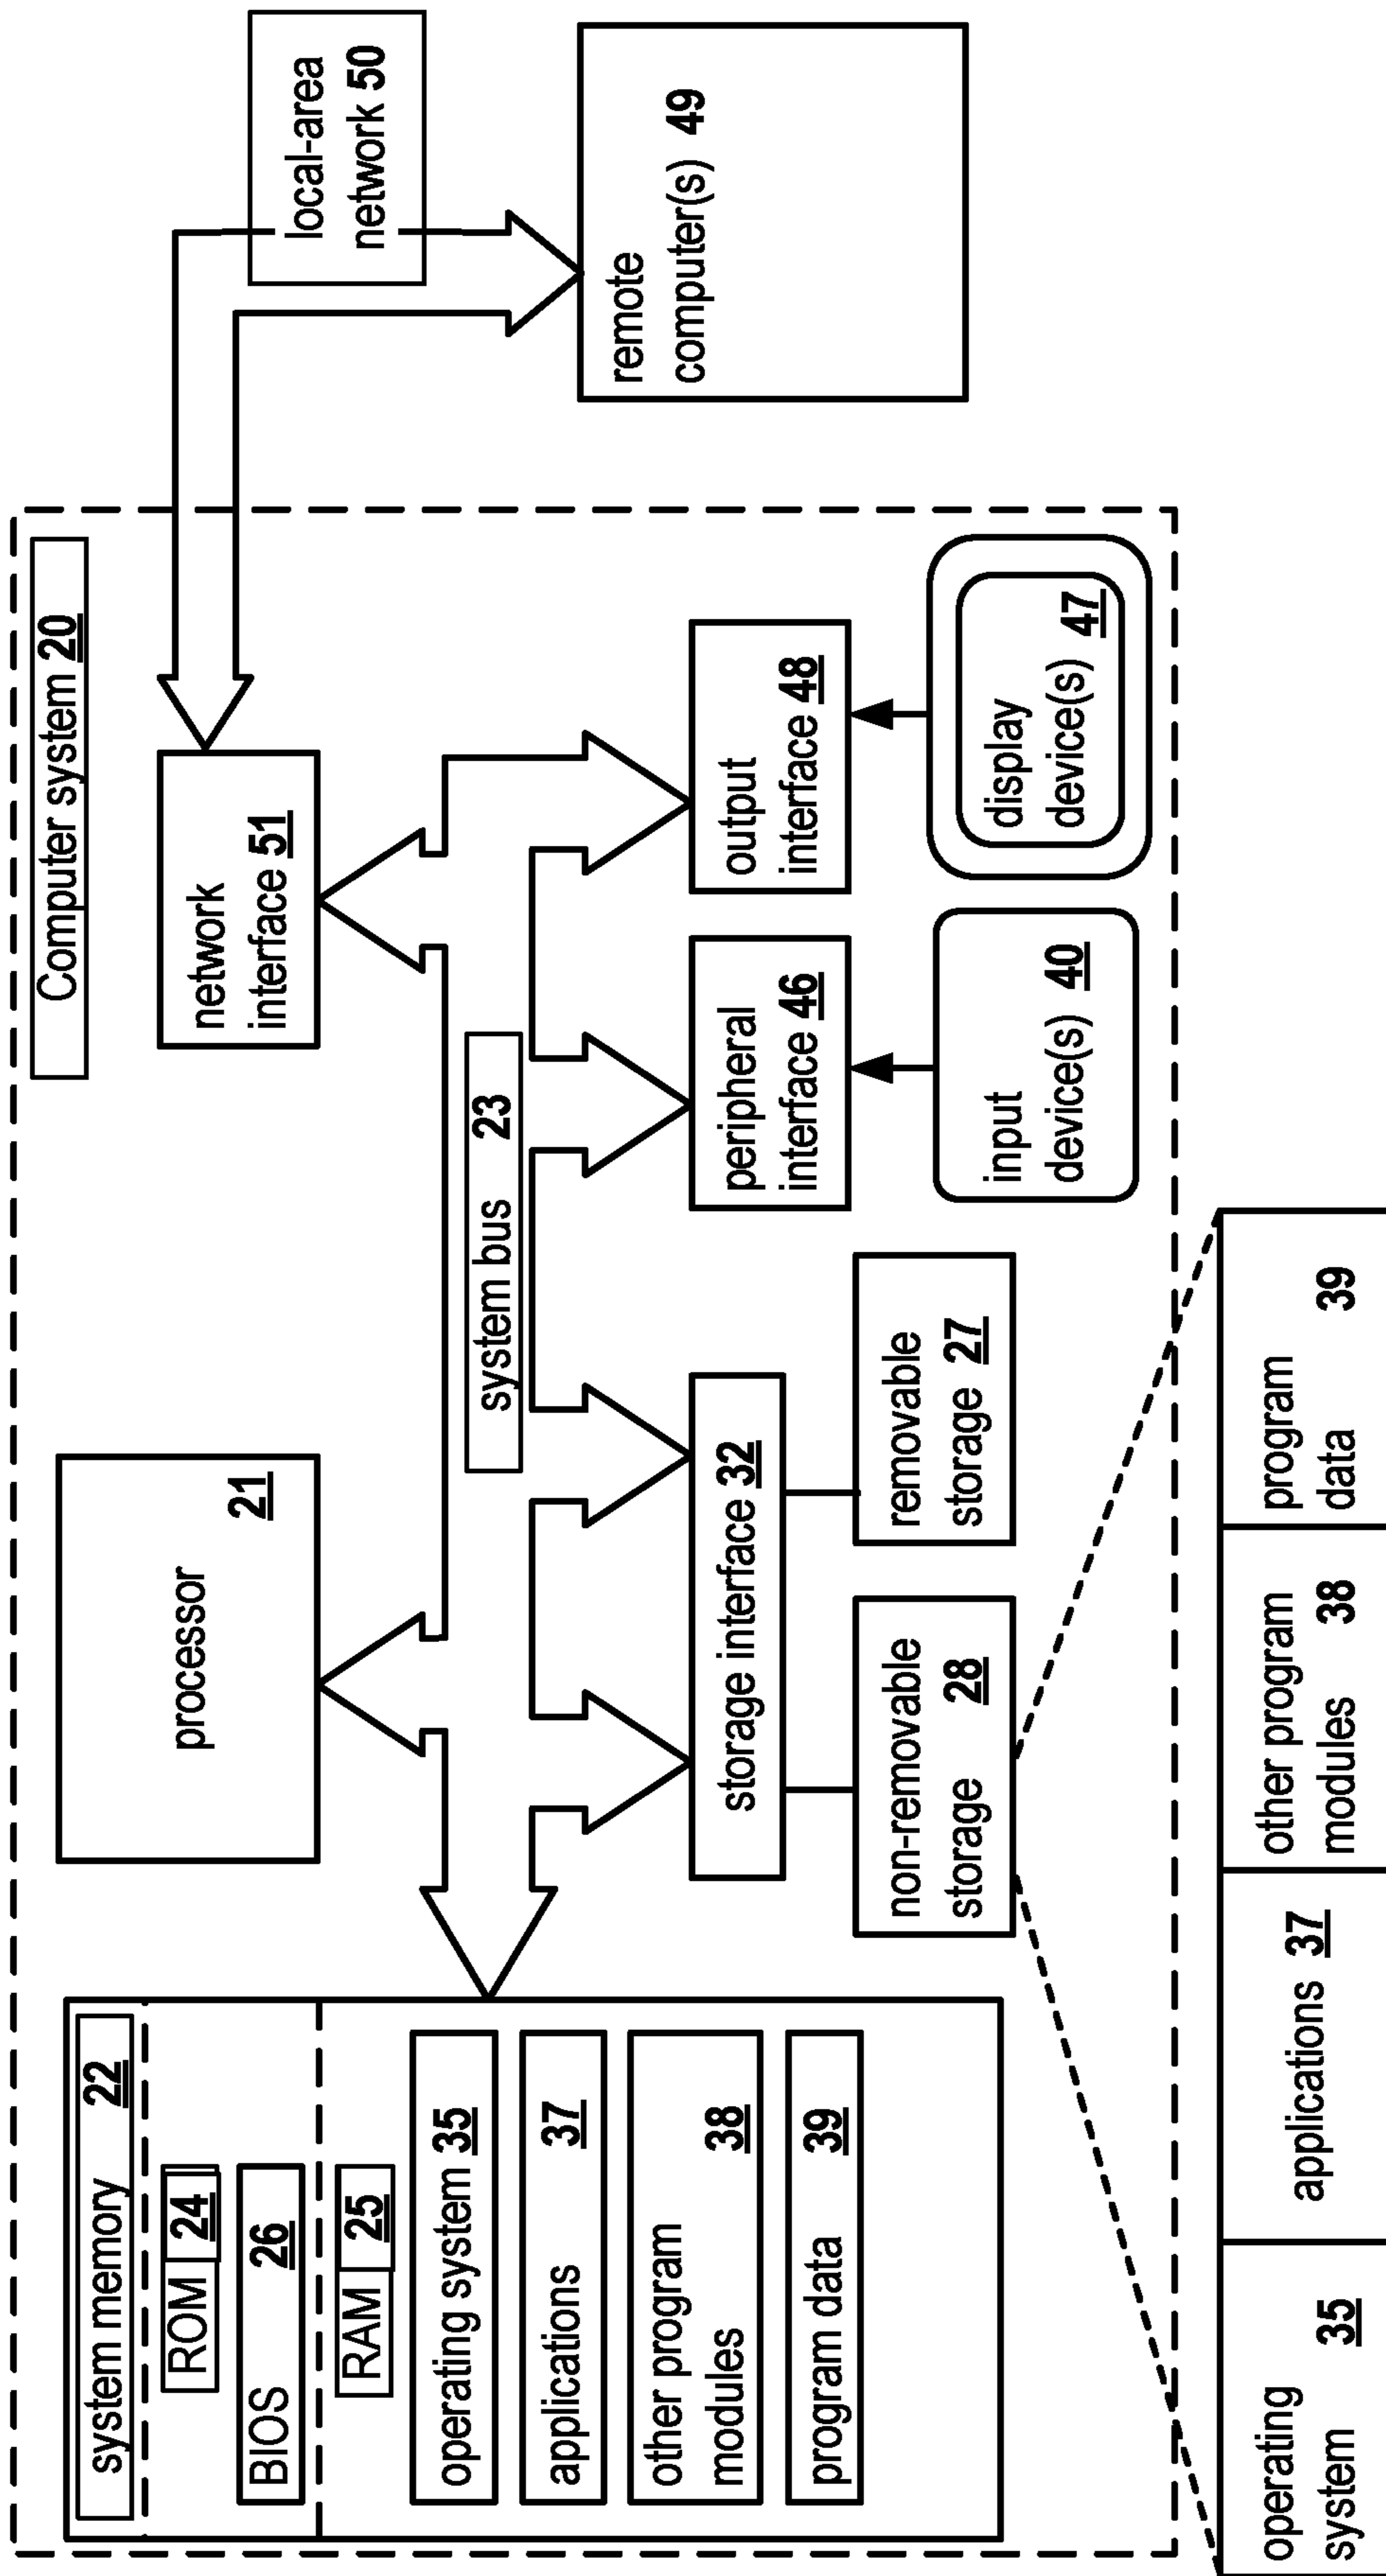 Computer system 20
system memory 22
ROM 24
BIOS 26
RAM 25
operating system 35
applications 37
other program
modules 38
program data 39
processor 21
network
interface 51
system bus 23
storage interface 32
non-removable
storage 28
removable
storage 27
peripheral
interface 46
output
interface 48
input
device(s) 40
display
device(s) 47
local-area
network 50
remote
computer(s) 49
operating
system 35
applications 37
other program
modules 38
program
data 39